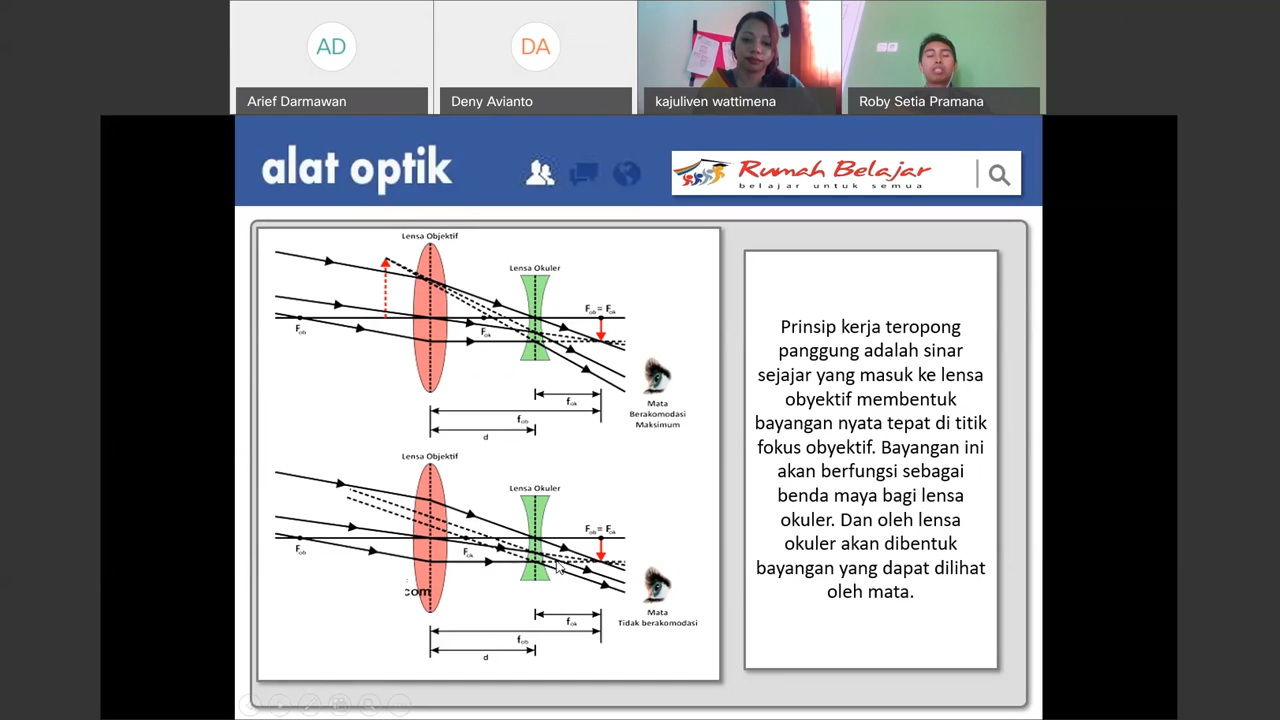 AD
DA
Arief Darmawan
Deny Avianto
kajuliven wattimena
Roby Setia Pramana
alat optik
Rumah Belajar
belajar untuk semua
Lensa Objektif
Lensa Okuler
Fob
Fok
Fob = Fok
fok
Mata
Berakomodasi
Maksimum
fob
d
Lensa Objektif
Lensa Okuler
Fob = Fok
Fob
Fok
com
fok
Mata
Tidak berakomodasi
fob
d
Prinsip kerja teropong
panggung adalah sinar
sejajar yang masuk ke lensa
obyektif membentuk
bayangan nyata tepat di titik
fokus obyektif. Bayangan ini
akan berfungsi sebagai
benda maya bagi lensa
okuler. Dan oleh lensa
okuler akan dibentuk
bayangan yang dapat dilihat
oleh mata.